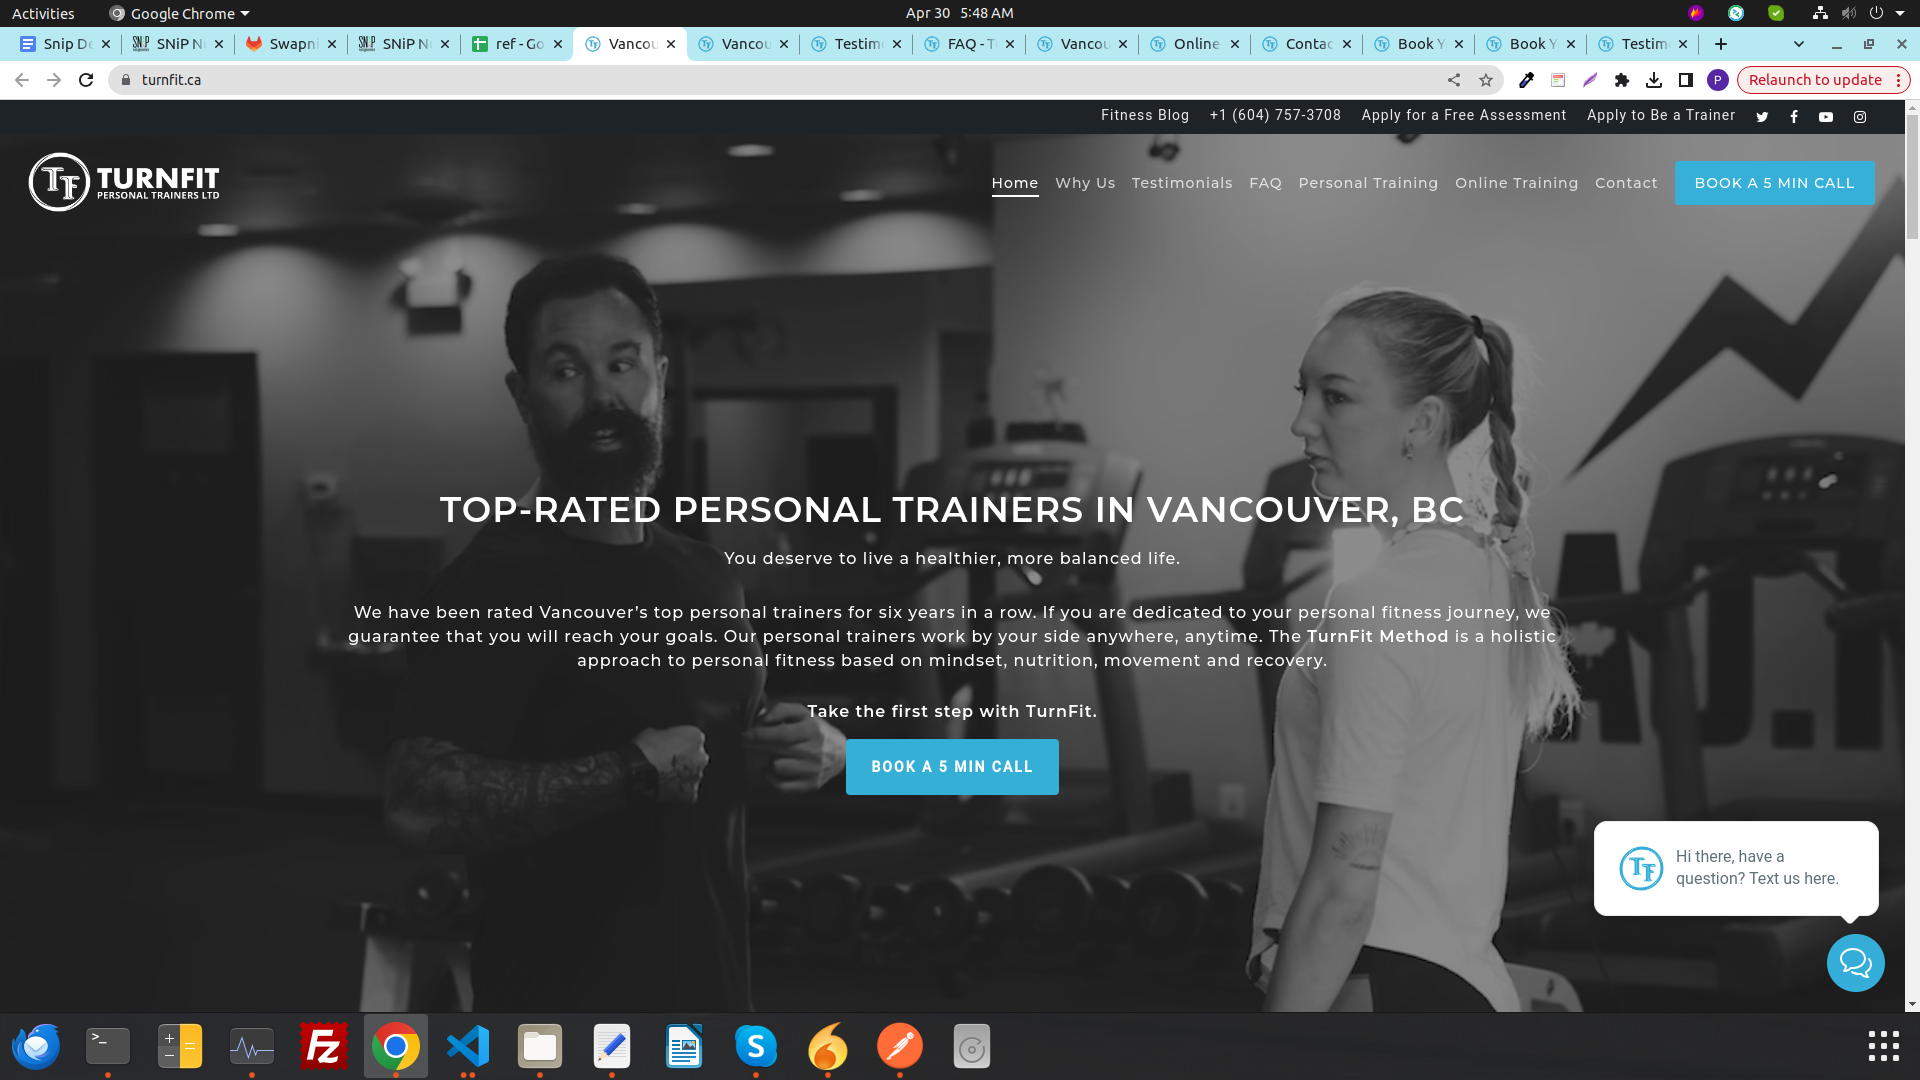 Activities
Google Chrome
Apr 30 5:48 AM
Snip De
SNiP N
Swapni
SNiP N
ref - Go
Vancou
Vancou
Testim
FAQ - T
Vancou
Online
Contac
Book Y
Book Y
Testim
turnfit.ca
P
Relaunch to update
Fitness Blog
+1 (604) 757-3708
Apply for a Free Assessment
Apply to Be a Trainer
TF TURNFIT
PERSONAL TRAINERS LTD
Home
Why Us
Testimonials
FAQ
Personal Training
Online Training
Contact
BOOK A 5 MIN CALL
TOP-RATED PERSONAL TRAINERS IN VANCOUVER, BC
You deserve to live a healthier, more balanced life.
We have been rated Vancouver’s top personal trainers for six years in a row. If you are dedicated to your personal fitness journey, we
guarantee that you will reach your goals. Our personal trainers work by your side anywhere, anytime. The TurnFit Method is a holistic
approach to personal fitness based on mindset, nutrition, movement and recovery.
Take the first step with TurnFit.
BOOK A 5 MIN CALL
TF
Hi there, have a
question? Text us here.
>_
Fz
S